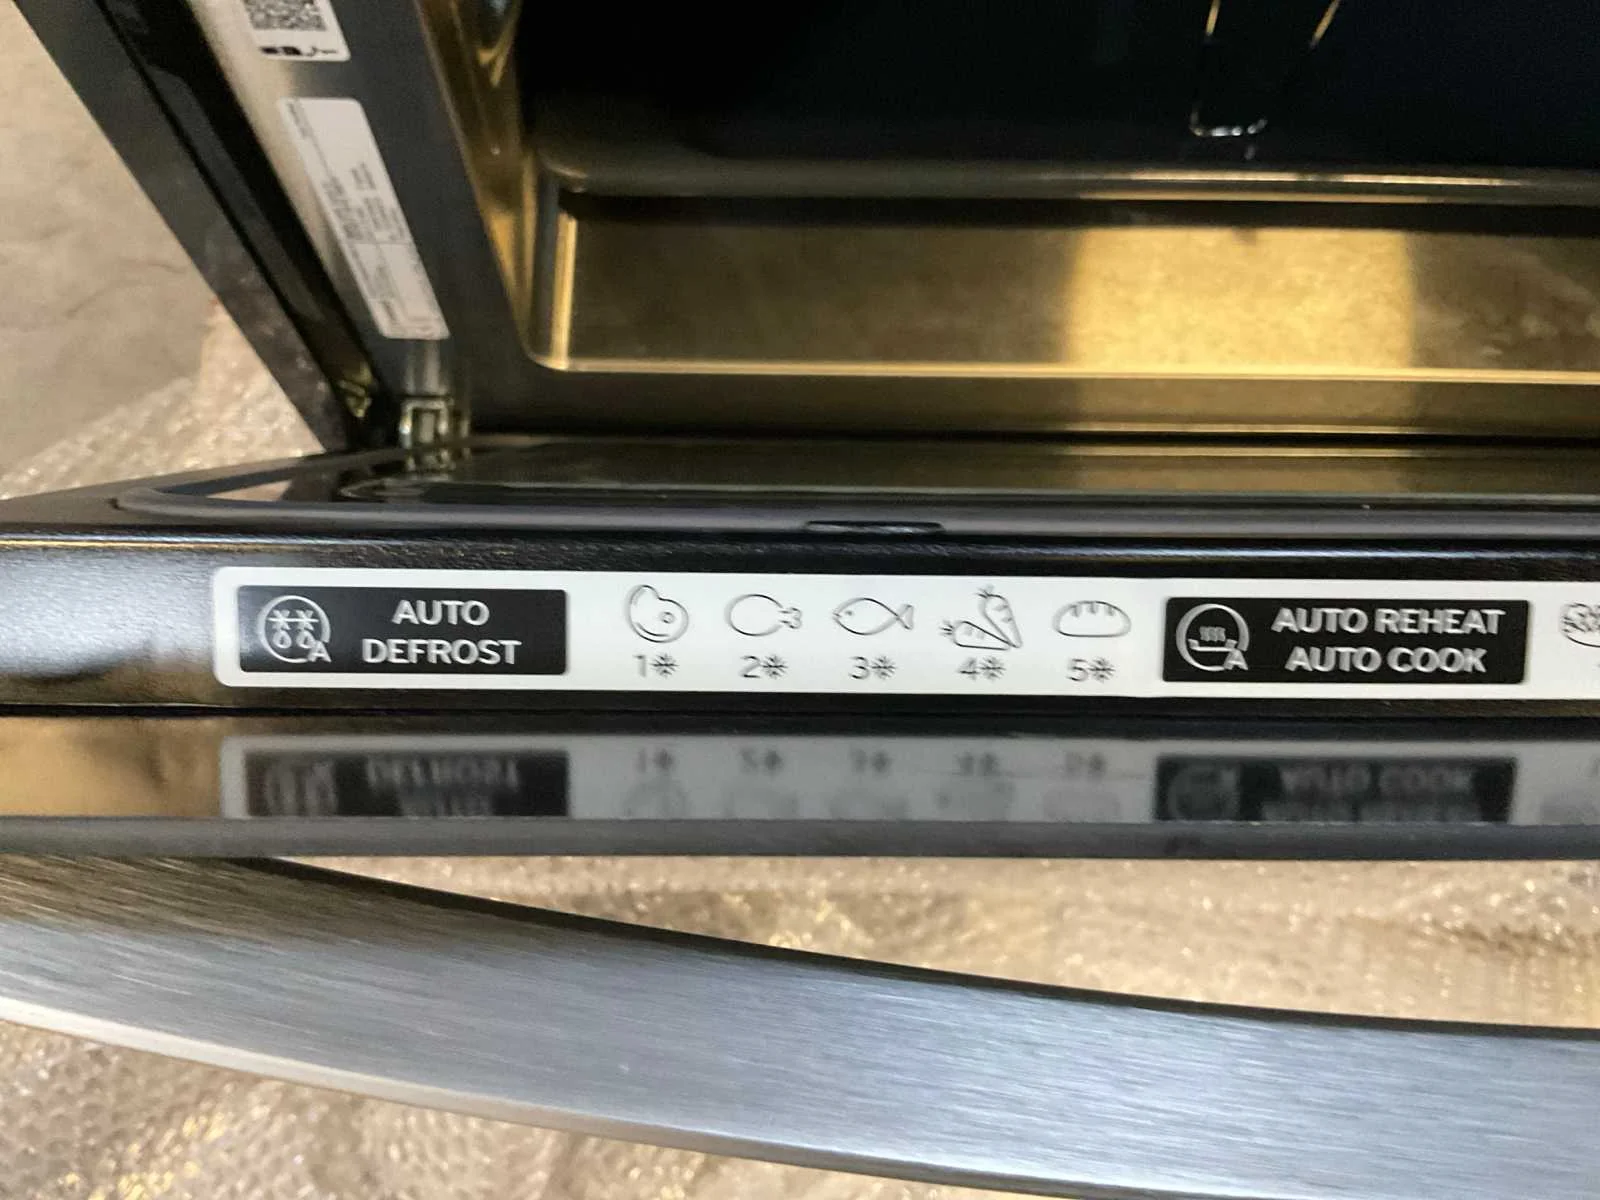 AUTO
DEFROST
1 2 3 4 5
AUTO REHEAT
AUTO COOK